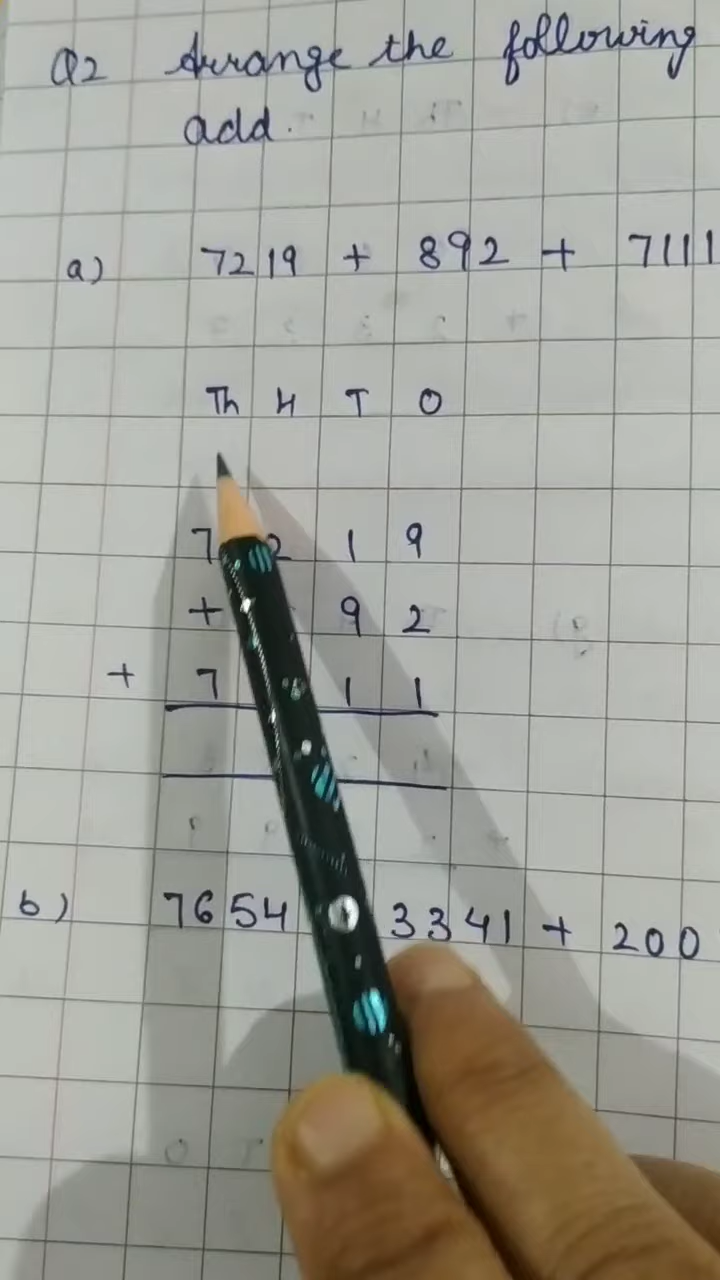 Q2 Arrange the following
add.
a) 7219 + 892 + 7111
Th H T O
7 2 1 9
+ 9 2
+ 7 1 1
b) 7654 3341 + 200